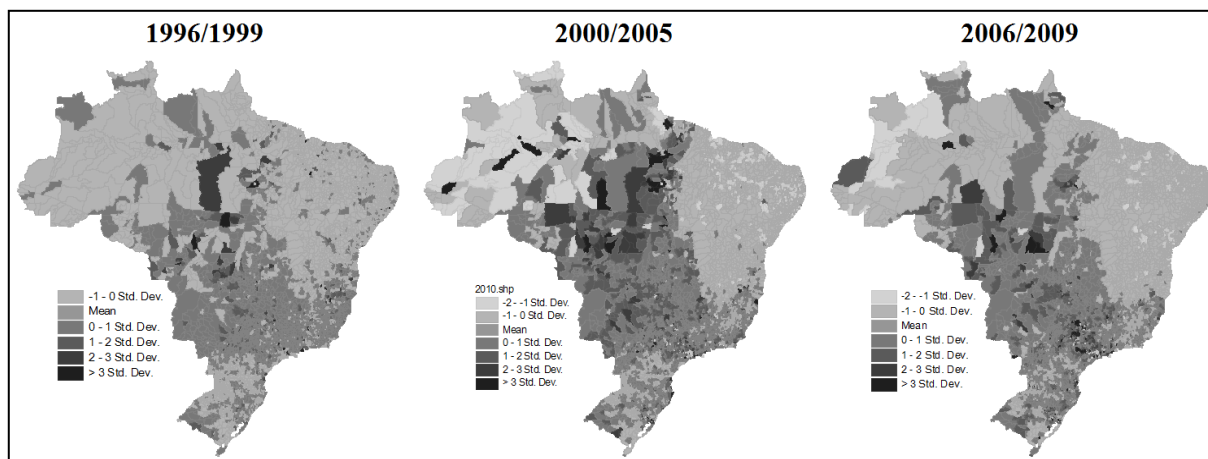 1996/1999
2000/2005
2006/2009
-1 - 0 Std. Dev.
Mean
0 - 1 Std. Dev.
1 - 2 Std. Dev.
2 - 3 Std. Dev.
> 3 Std. Dev.
2010.shp
-2 - -1 Std. Dev.
-1 - 0 Std. Dev.
Mean
0 - 1 Std. Dev.
1 - 2 Std. Dev.
2 - 3 Std. Dev.
> 3 Std. Dev.
-2 - -1 Std. Dev.
-1 - 0 Std. Dev.
Mean
0 - 1 Std. Dev.
1 - 2 Std. Dev.
2 - 3 Std. Dev.
> 3 Std. Dev.